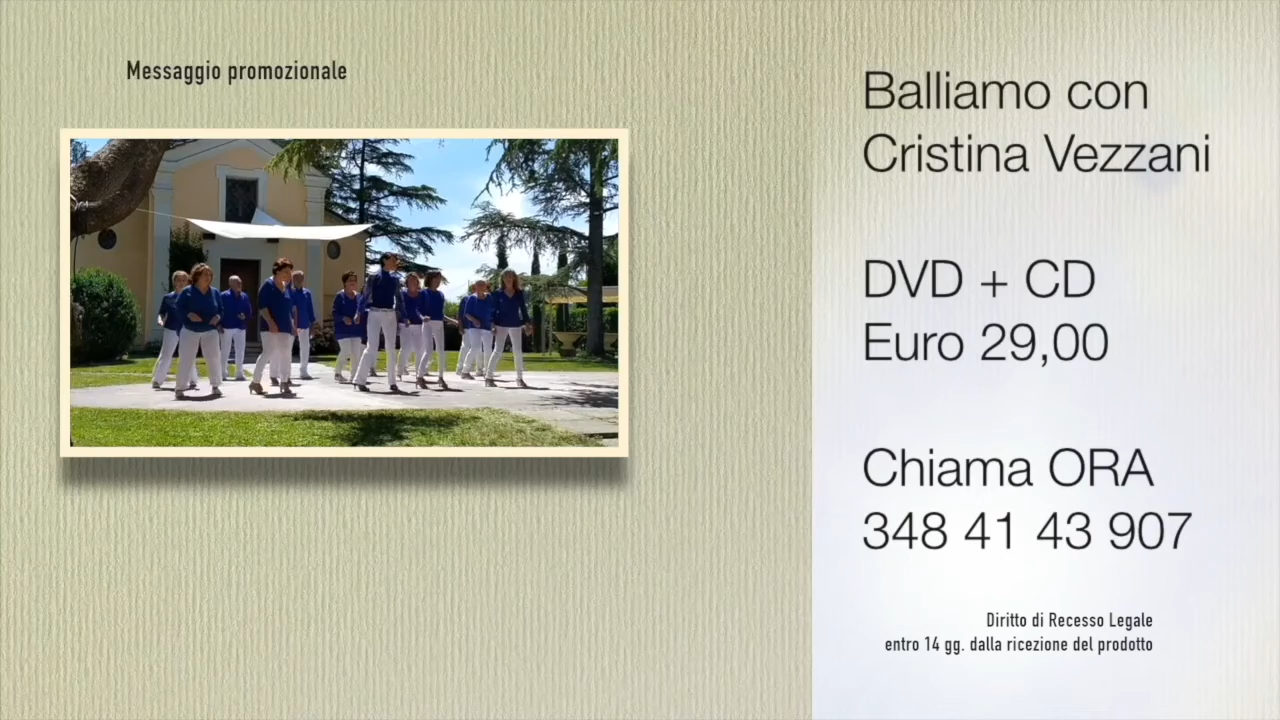 Messaggio promozionale
Balliamo con
Cristina Vezzani
DVD + CD
Euro 29,00
Chiama ORA
348 41 43 907
Diritto di Recesso Legale
entro 14 gg. dalla ricezione del prodotto